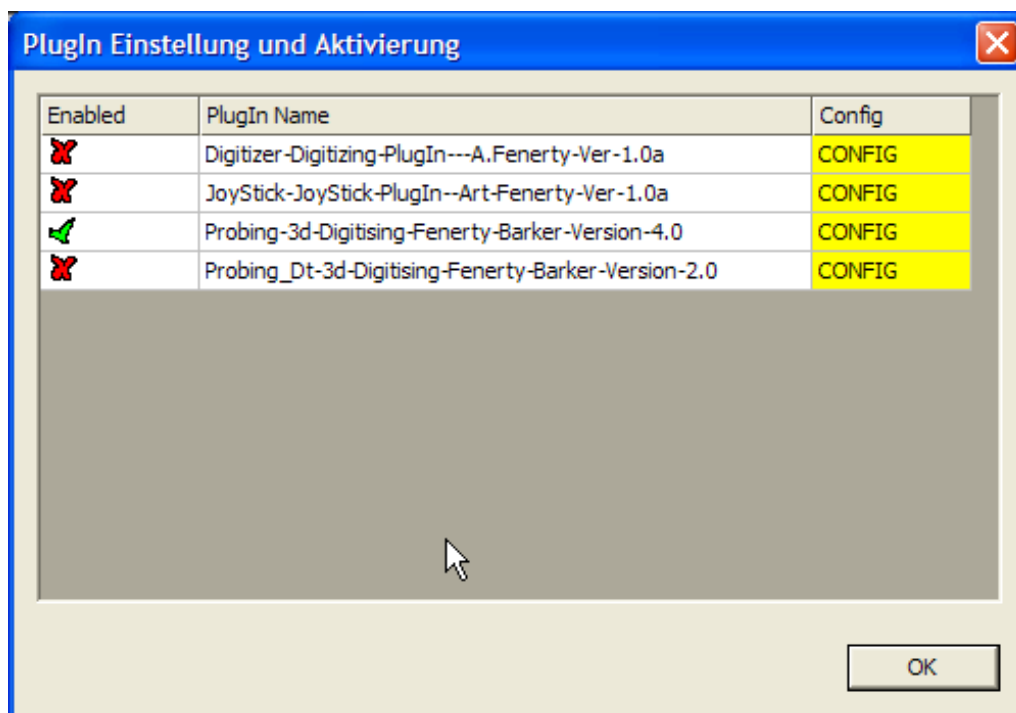 PlugIn Einstellung und Aktivierung
Enabled PlugIn Name Config
Digitizer-Digitizing-PlugIn---A.Fenerty-Ver-1.0a CONFIG
JoyStick-JoyStick-PlugIn--Art-Fenerty-Ver-1.0a CONFIG
Probing-3d-Digitising-Fenerty-Barker-Version-4.0 CONFIG
Probing_Dt-3d-Digitising-Fenerty-Barker-Version-2.0 CONFIG
OK